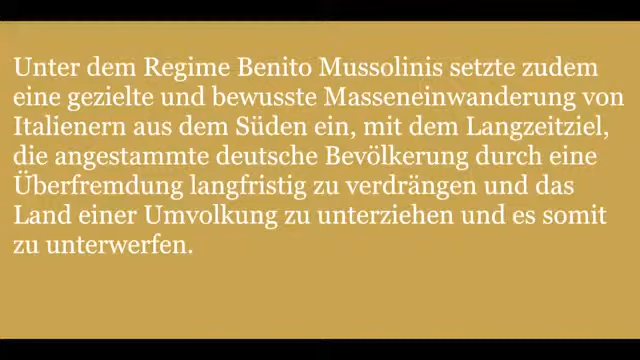 Unter dem Regime Benito Mussolinis setzte zudem
eine gezielte und bewusste Masseneinwanderung von
Italienern aus dem Süden ein, mit dem Langzeitziel,
die angestammte deutsche Bevölkerung durch eine
Überfremdung langfristig zu verdrängen und das
Land einer Umvolkung zu unterziehen und es somit
zu unterwerfen.